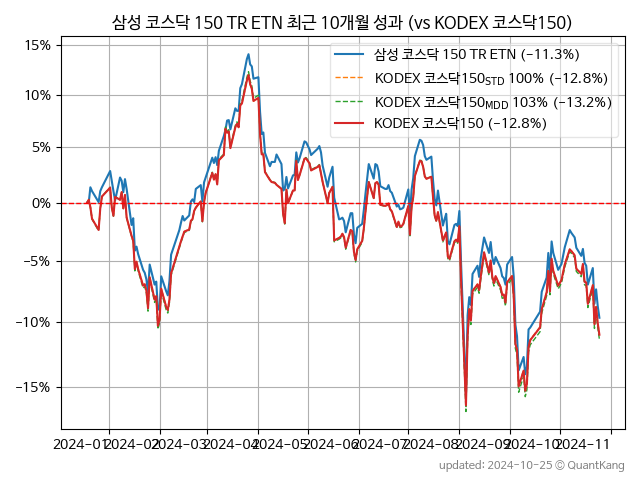 삼성 코스닥 150 TR ETN 최근 10개월 성과 (vs KODEX 코스닥150)
삼성 코스닥 150 TR ETN (−11.3%)
KODEX 코스닥150STD 100% (−12.8%)
KODEX 코스닥150MDD 103% (−13.2%)
KODEX 코스닥150 (−12.8%)
15%
10%
5%
0%
−5%
−10%
−15%
2024−01 2024−02 2024−03 2024−04 2024−05 2024−06 2024−07 2024−08 2024−09 2024−10 2024−11
updated: 2024-10-25 © QuantKang